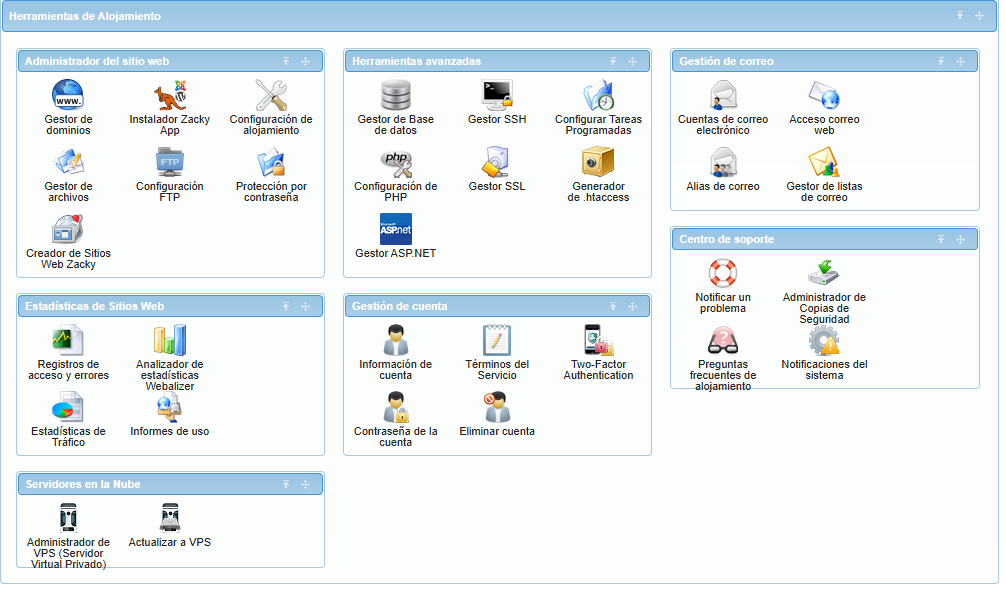 Herramientas de Alojamiento
Administrador del sitio web
www.
Gestor de
dominios
Instalador Zacky
App
Configuración de
alojamiento
Gestor de
archivos
FTP
Configuración
FTP
Protección por
contraseña
Creador de Sitios
Web Zacky
Herramientas avanzadas
Gestor de Base
de datos
Gestor SSH
Configurar Tareas
Programadas
php
Configuración de
PHP
Gestor SSL
Generador
de .htaccess
Microsoft
ASP.net
Gestor ASP.NET
Gestión de correo
Cuentas de correo
electrónico
Acceso correo
web
Alias de correo
Gestor de listas
de correo
Centro de soporte
Notificar un
problema
Administrador de
Copias de
Seguridad
Preguntas
frecuentes de
alojamiento
Notificaciones del
sistema
Estadísticas de Sitios Web
Registros de
acceso y errores
Analizador de
estadísticas
Webalizer
Estadísticas de
Tráfico
Informes de uso
Gestión de cuenta
Información de
cuenta
Términos del
Servicio
Two-Factor
Authentication
Contraseña de la
cuenta
Eliminar cuenta
Servidores en la Nube
Administrador de
VPS (Servidor
Virtual Privado)
Actualizar a VPS